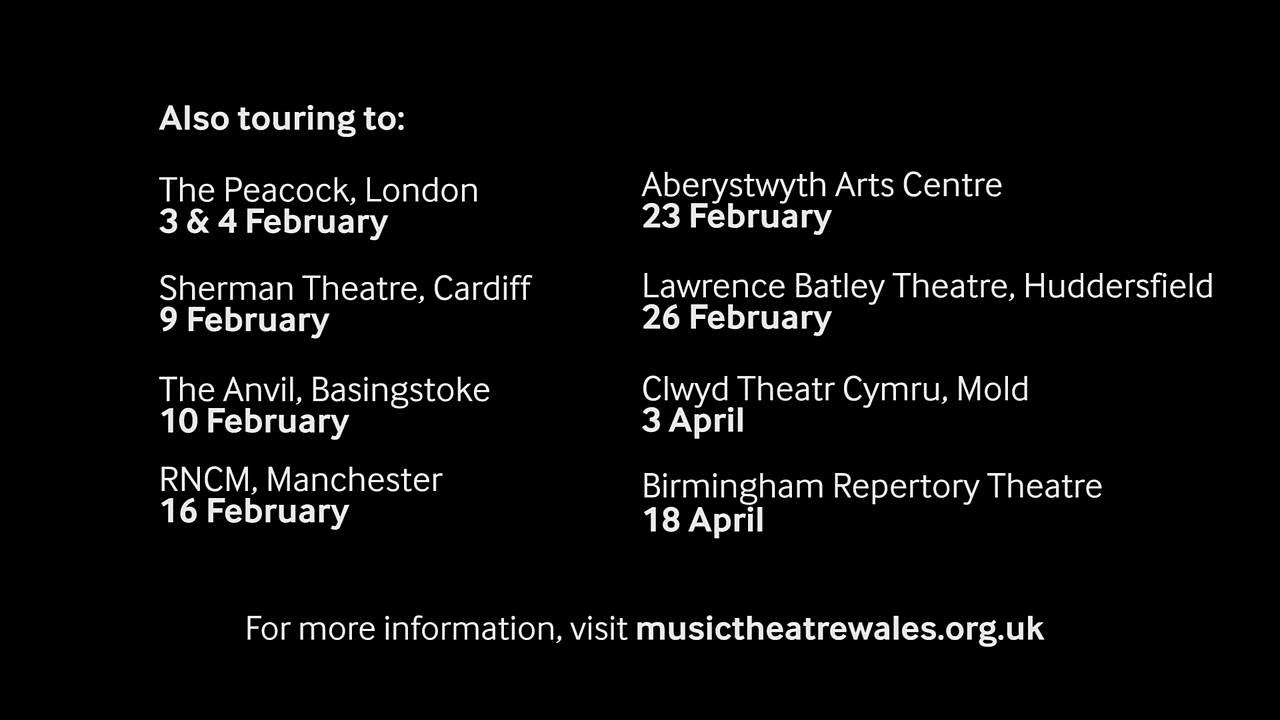 Also touring to:
The Peacock, London
3 & 4 February
Sherman Theatre, Cardiff
9 February
The Anvil, Basingstoke
10 February
RNCM, Manchester
16 February
Aberystwyth Arts Centre
23 February
Lawrence Batley Theatre, Huddersfield
26 February
Clwyd Theatr Cymru, Mold
3 April
Birmingham Repertory Theatre
18 April
For more information, visit musictheatrewales.org.uk